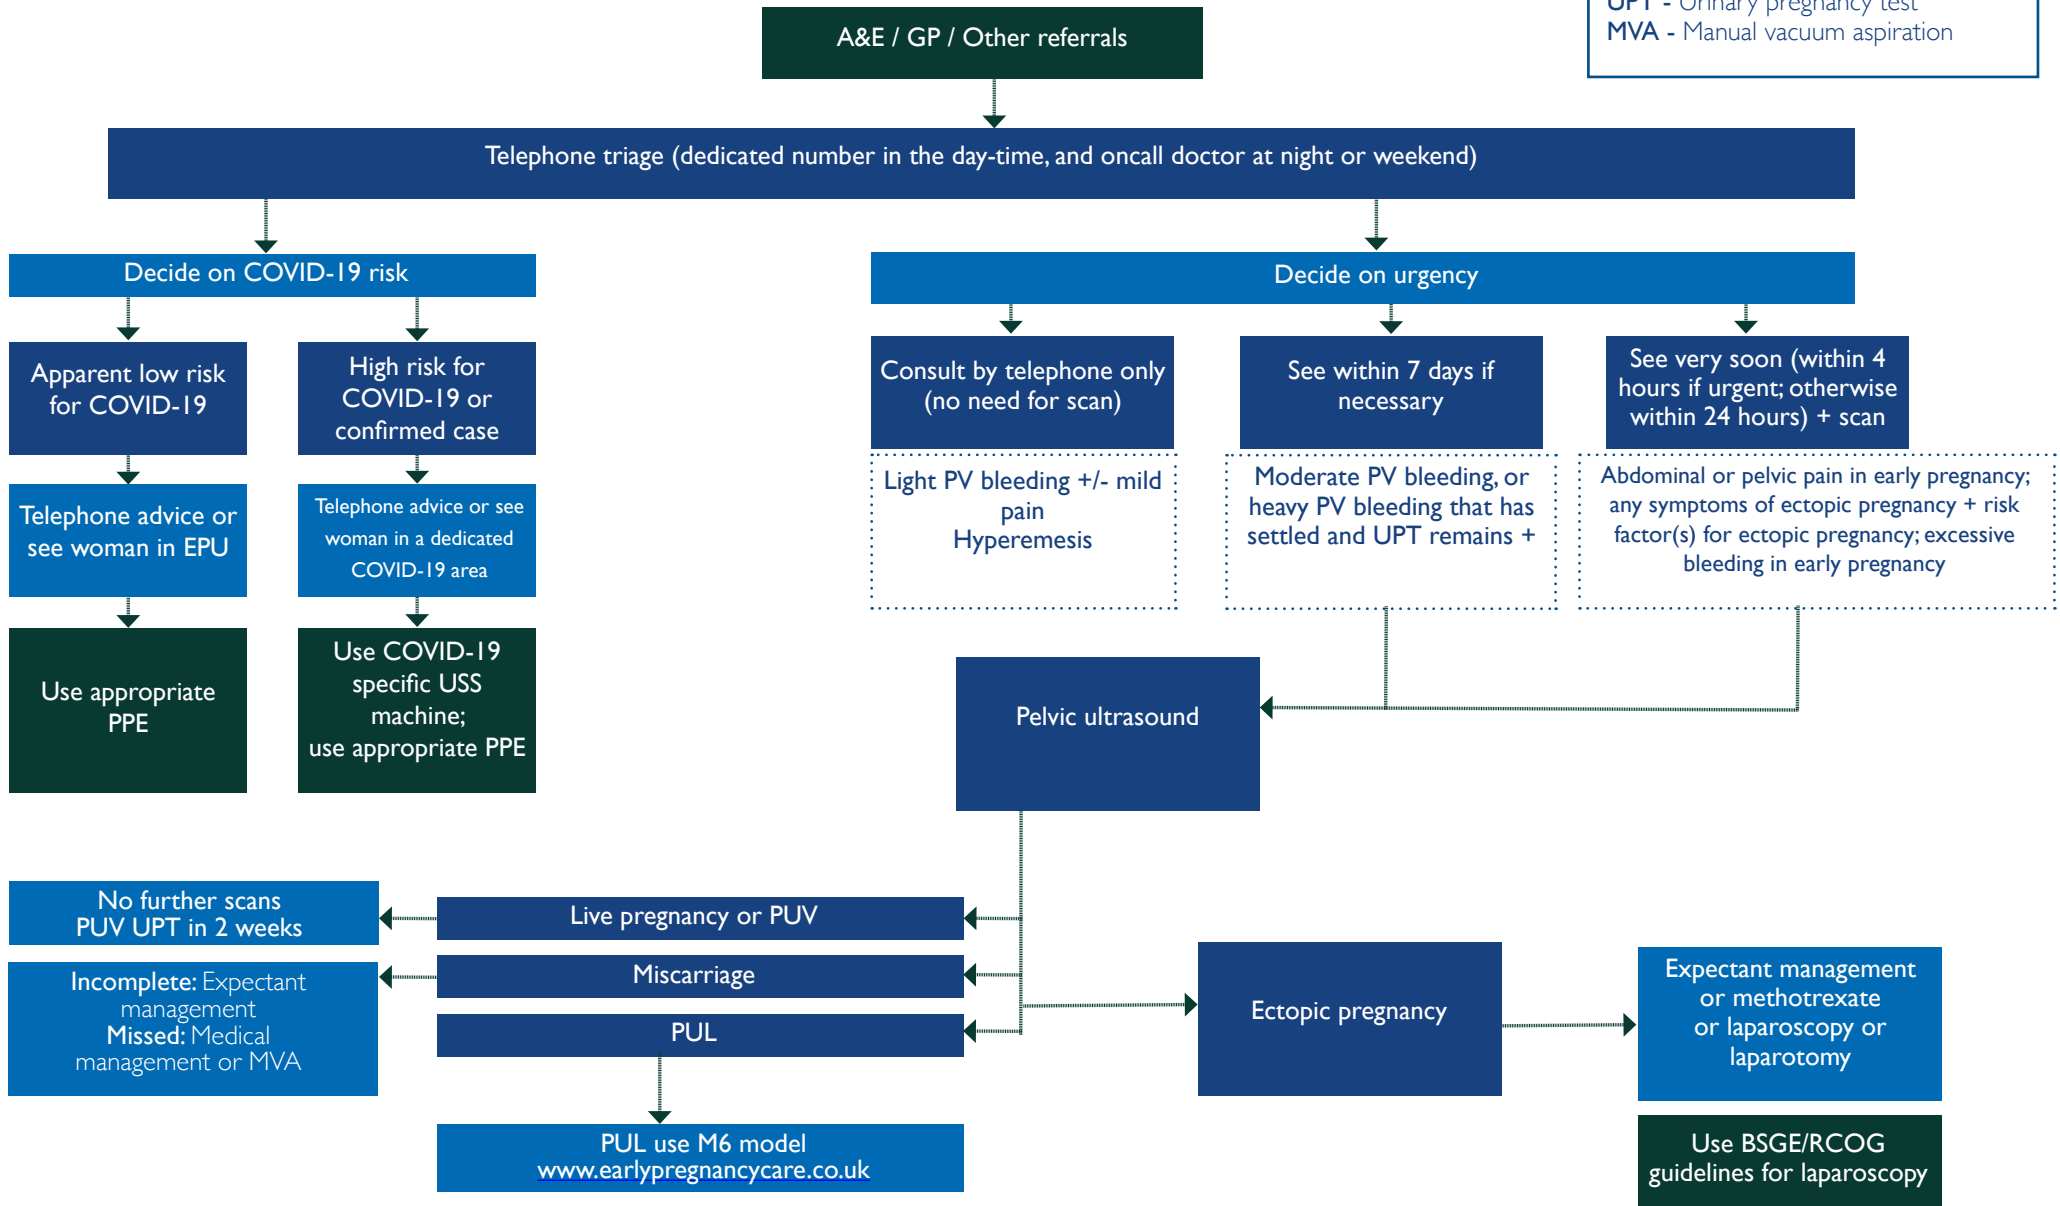 UPT - Urinary pregnancy test
MVA - Manual vacuum aspiration
A&E / GP / Other referrals
Telephone triage (dedicated number in the day-time, and oncall doctor at night or weekend)
Decide on COVID-19 risk
Decide on urgency
Apparent low risk
for COVID-19
High risk for
COVID-19 or
confirmed case
Consult by telephone only
(no need for scan)
See within 7 days if
necessary
See very soon (within 4
hours if urgent; otherwise
within 24 hours) + scan
Telephone advice or
see woman in EPU
Telephone advice or see
woman in a dedicated
COVID-19 area
Light PV bleeding +/- mild
pain
Hyperemesis
Moderate PV bleeding, or
heavy PV bleeding that has
settled and UPT remains +
Abdominal or pelvic pain in early pregnancy;
any symptoms of ectopic pregnancy + risk
factor(s) for ectopic pregnancy; excessive
bleeding in early pregnancy
Use appropriate
PPE
Use COVID-19
specific USS
machine;
use appropriate PPE
Pelvic ultrasound
No further scans
PUV UPT in 2 weeks
Live pregnancy or PUV
Incomplete: Expectant
management
Missed: Medical
management or MVA
Miscarriage
PUL
Ectopic pregnancy
Expectant management
or methotrexate
or laparoscopy or
laparotomy
PUL use M6 model
www.earlypregnancycare.co.uk
Use BSGE/RCOG
guidelines for laparoscopy